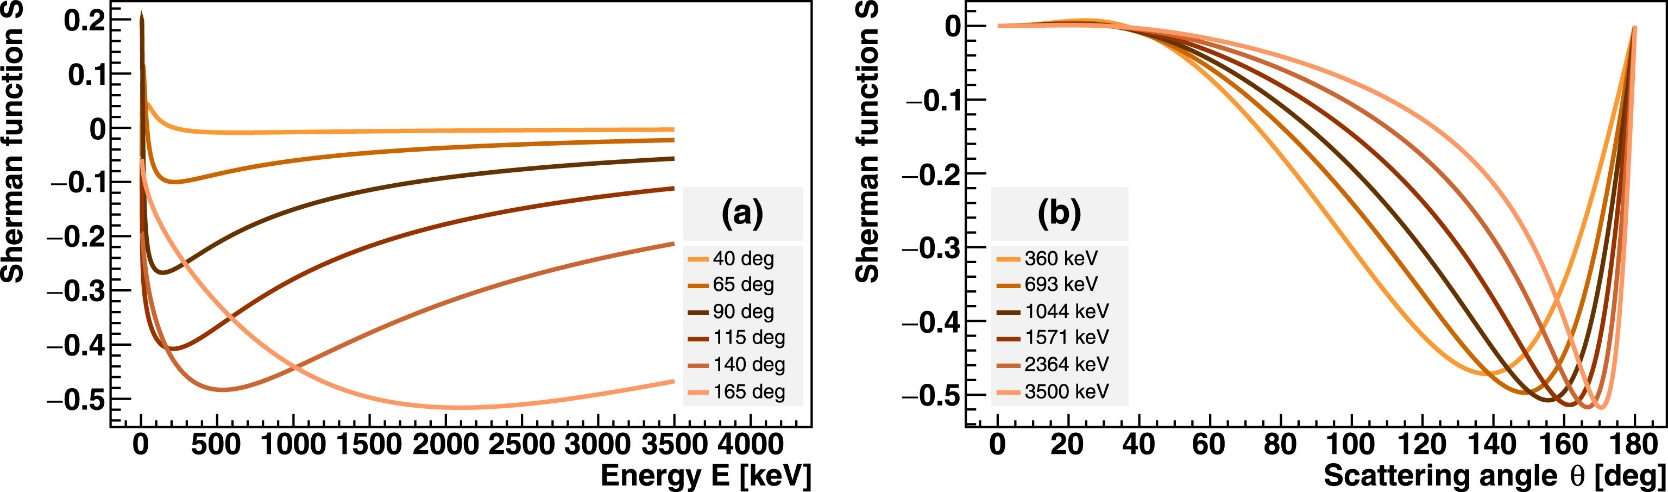 Sherman function S
0.2
0.1
0
−0.1
−0.2
−0.3
−0.4
−0.5
(a)
40 deg
65 deg
90 deg
115 deg
140 deg
165 deg
0 500 1000 1500 2000 2500 3000 3500 4000
Energy E [keV]
Sherman function S
0
−0.1
−0.2
−0.3
−0.4
−0.5
(b)
360 keV
693 keV
1044 keV
1571 keV
2364 keV
3500 keV
0 20 40 60 80 100 120 140 160 180
Scattering angle θ [deg]